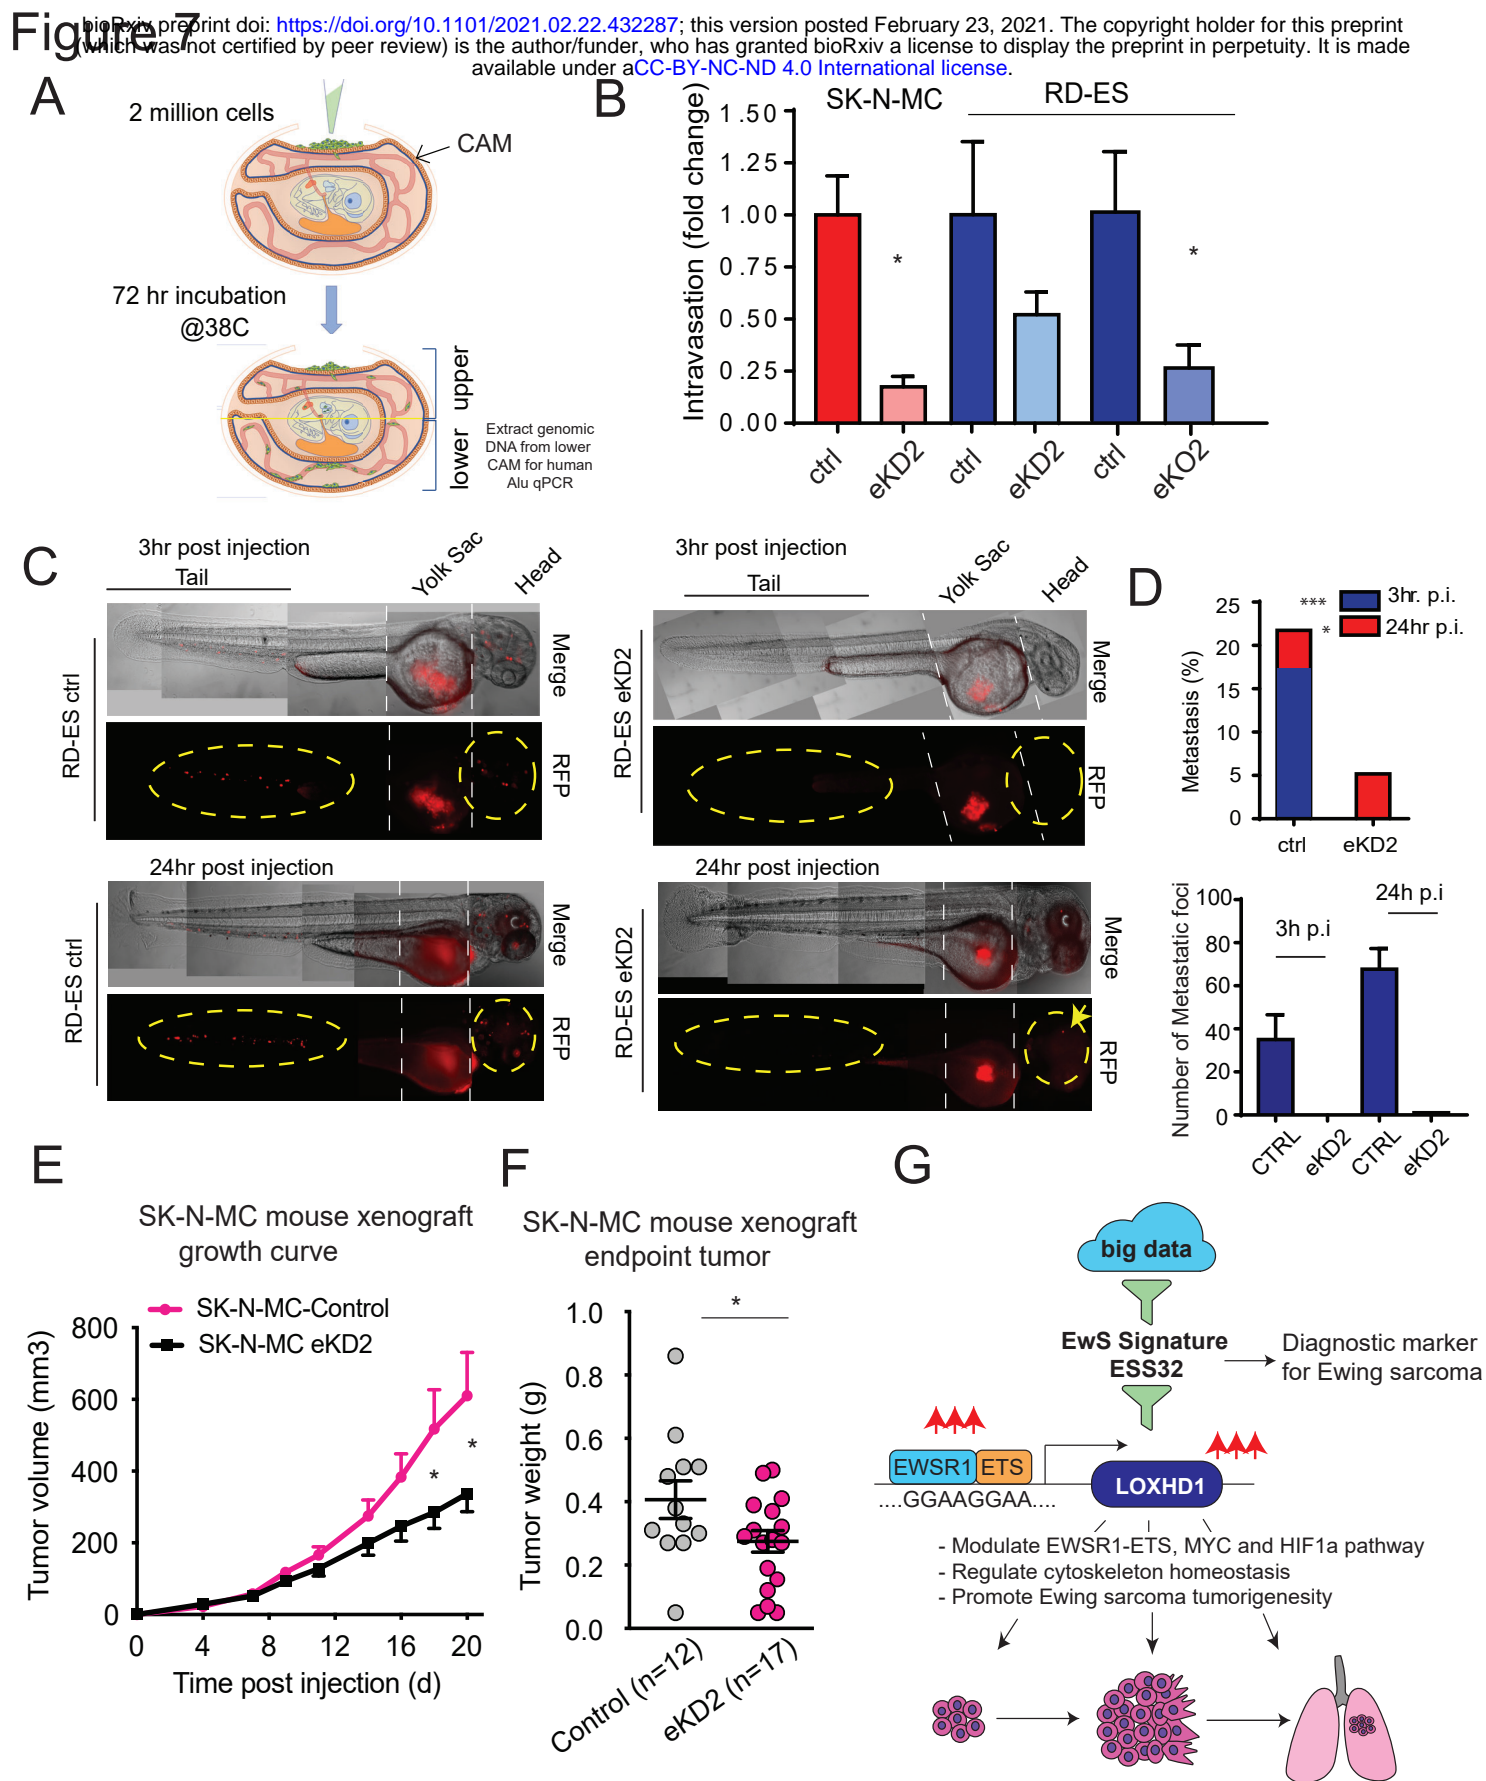 Figure 7
bioRxiv preprint doi: https://doi.org/10.1101/2021.02.22.432287; this version posted February 23, 2021. The copyright holder for this preprint
(which was not certified by peer review) is the author/funder, who has granted bioRxiv a license to display the preprint in perpetuity. It is made
available under aCC-BY-NC-ND 4.0 International license.
A
2 million cells
CAM
72 hr incubation
@38C
upper
lower
Extract genomic
DNA from lower
CAM for human
Alu qPCR
B
SK-N-MC
RD-ES
Intravasation (fold change)
1.50
1.25
1.00
0.75
0.50
0.25
0.00
*
*
ctrl
eKD2
ctrl
eKD2
ctrl
eKO2
C
3hr post injection
Tail
Yolk Sac
Head
RD-ES ctrl
Merge
RFP
3hr post injection
Tail
Yolk Sac
Head
RD-ES eKD2
Merge
RFP
24hr post injection
RD-ES ctrl
Merge
RFP
24hr post injection
RD-ES eKD2
Merge
RFP
D
Metastasis (%)
25
20
15
10
5
0
*** 3hr. p.i.
* 24hr p.i.
ctrl
eKD2
Number of Metastatic foci
100
80
60
40
20
0
3h p.i
24h p.i
CTRL
eKD2
CTRL
eKD2
E
SK-N-MC mouse xenograft
growth curve
SK-N-MC-Control
SK-N-MC eKD2
Tumor volume (mm3)
800
600
400
200
0
*
*
0 4 8 12 16 20
Time post injection (d)
F
SK-N-MC mouse xenograft
endpoint tumor
*
Tumor weight (g)
1.0
0.8
0.6
0.4
0.2
0.0
Control (n=12)
eKD2 (n=17)
G
big data
EwS Signature
ESS32
Diagnostic marker
for Ewing sarcoma
EWSR1 ETS
LOXHD1
....GGAAGGAA....
- Modulate EWSR1-ETS, MYC and HIF1a pathway
- Regulate cytoskeleton homeostasis
- Promote Ewing sarcoma tumorigenesity